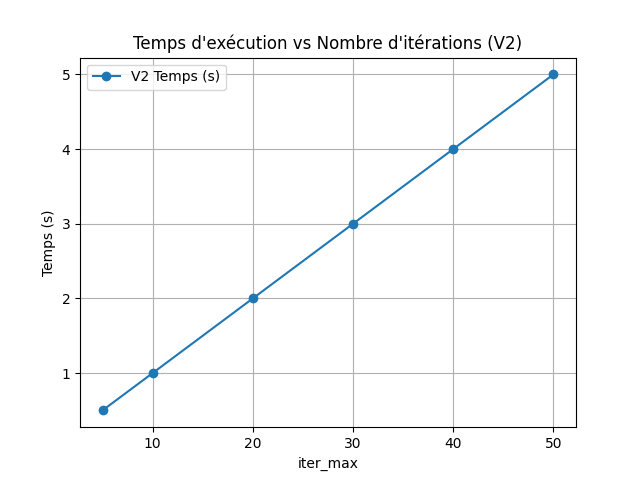 Temps d'exécution vs Nombre d'itérations (V2)
V2 Temps (s)
Temps (s)
5
4
3
2
1
10 20 30 40 50
iter_max